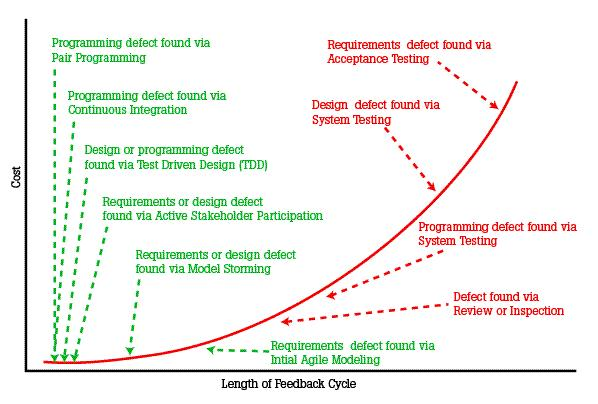 Programming defect found via
Pair Programming
Programming defect found via
Continuous Integration
Design or programming defect
found via Test Driven Design (TDD)
Requirements or design defect
found via Active Stakeholder Participation
Requirements or design defect
found via Model Storming
Requirements defect found via
Acceptance Testing
Design defect found via
System Testing
Programming defect found via
System Testing
Defect found via
Review or Inspection
Requirements defect found via
Intial Agile Modeling
Cost
Length of Feedback Cycle